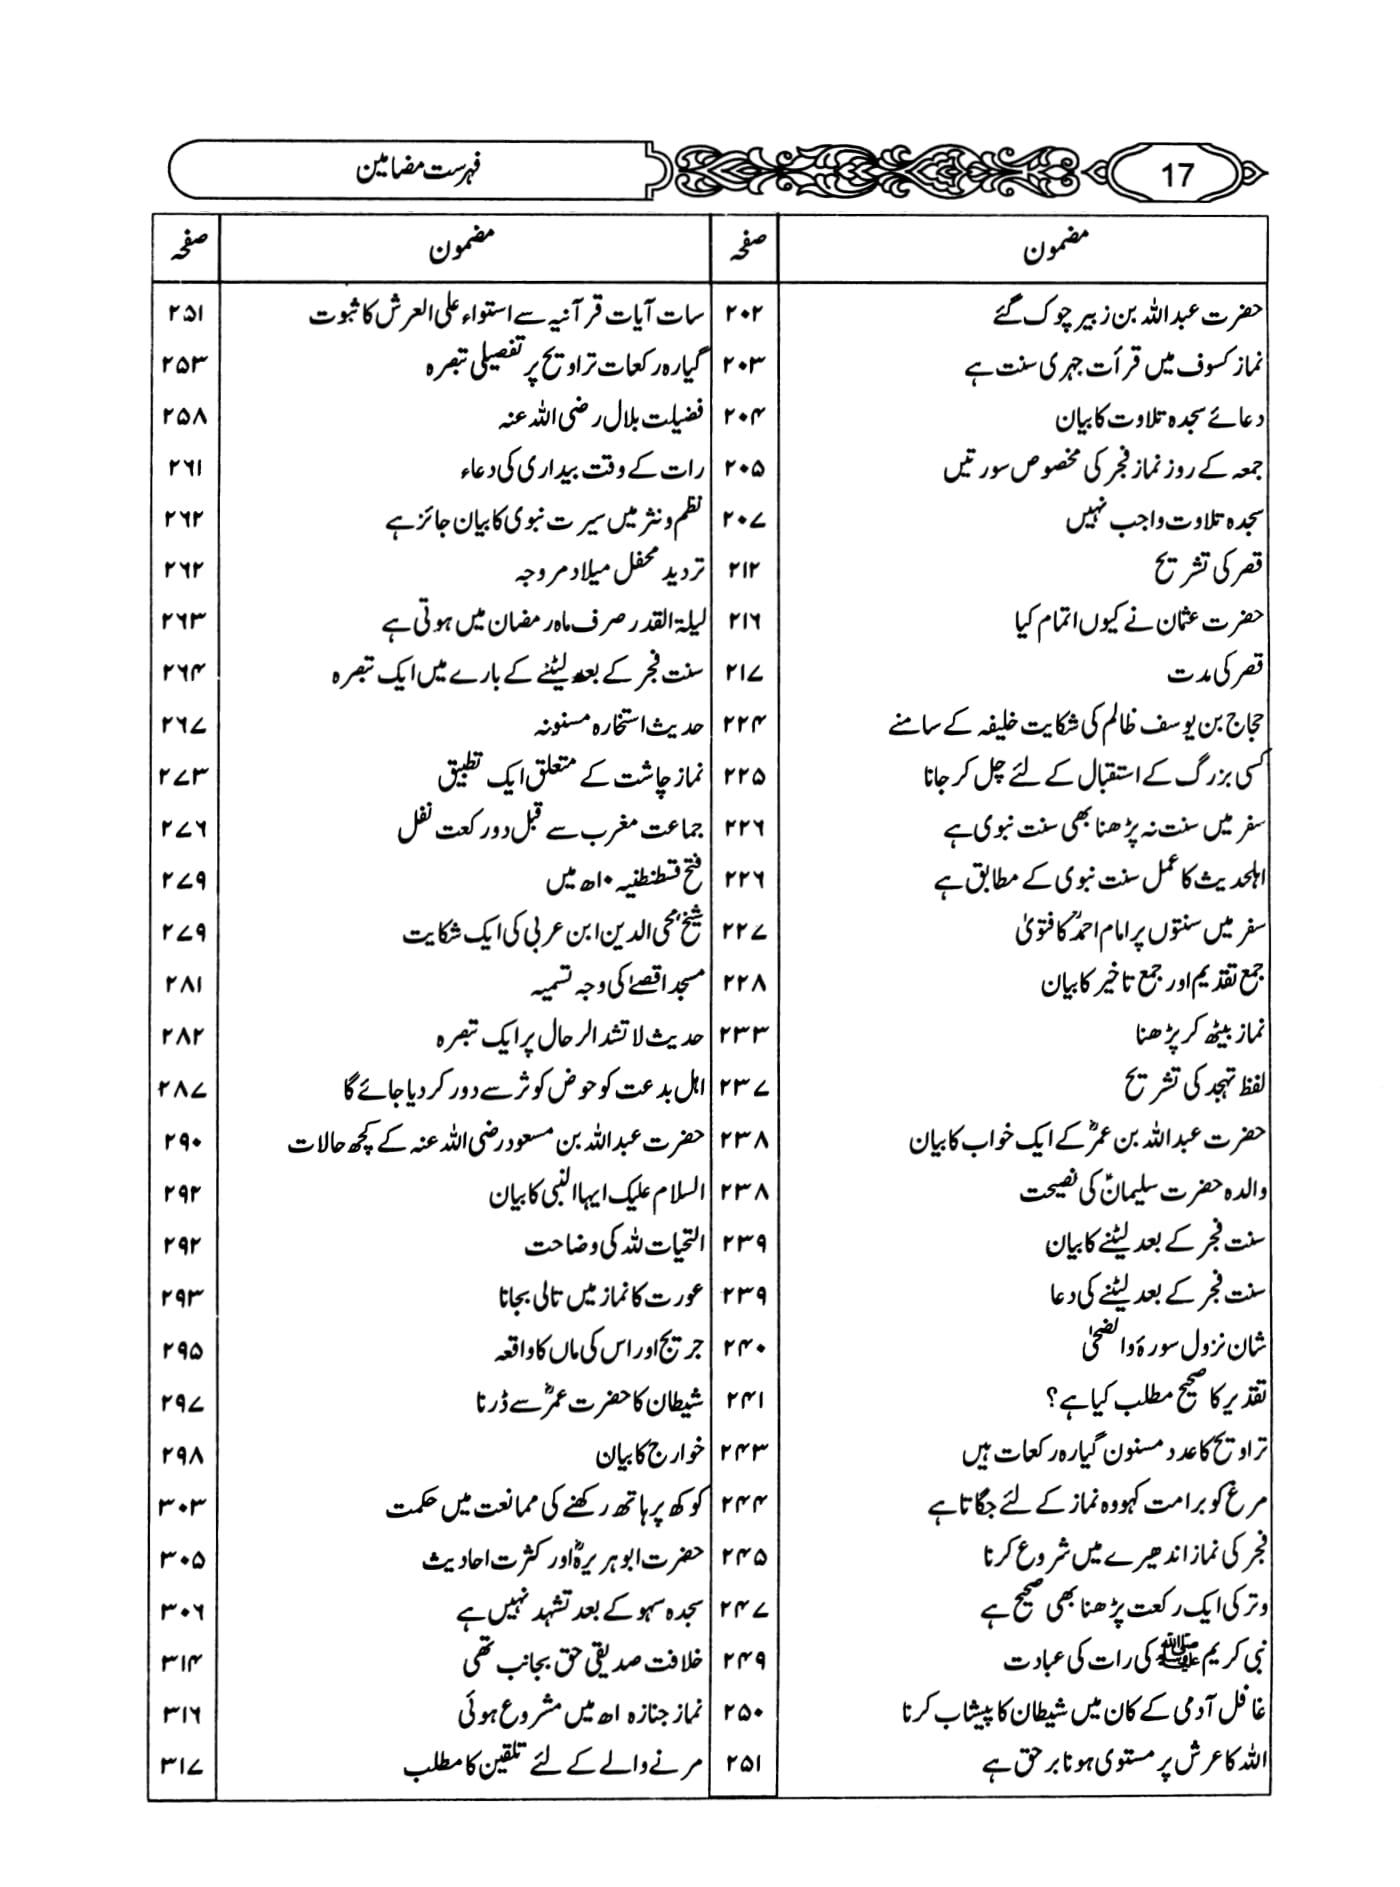 17
فہرست مضامین
مضمون صفحہ مضمون صفحہ
حضرت عبداللہ بن زبیر چوک گئے ۲۰۲ سات آیات قرآنیہ سے استواء علی العرش کا ثبوت ۲۵۱
نماز کسوف میں قرأت جہری سنت ہے ۲۰۳ گیارہ رکعات تراویح پر تفصیلی تبصرہ ۲۵۳
دعائے سجدہ تلاوت کا بیان ۲۰۴ فضیلت بلال رضی اللہ عنہ ۲۵۸
جمعہ کے روز نماز فجر کی مخصوص سورتیں ۲۰۵ رات کے وقت بیداری کی دعاء ۲۶۱
سجدہ تلاوت واجب نہیں ۲۰۷ نظم و نثر میں سیرت نبوی کا بیان جائز ہے ۲۶۲
قصر کی تشریح ۲۱۲ تردید محفل میلاد مروجہ ۲۶۲
حضرت عثمان نے کیوں اتمام کیا ۲۱۶ لیلۃ القدر صرف ماہ رمضان میں ہوتی ہے ۲۶۳
قصر کی مدت ۲۱۷ سنت فجر کے بعد لیٹنے کے بارے میں ایک تبصرہ ۲۶۴
حجاج بن یوسف ظالم کی شکایت خلیفہ کے سامنے ۲۲۴ حدیث استخارہ مسنونہ ۲۶۷
کسی بزرگ کے استقبال کے لئے چل کر جانا ۲۲۵ نماز چاشت کے متعلق ایک تطبیق ۲۷۳
سفر میں سنت نہ پڑھنا بھی سنت نبوی ہے ۲۲۶ جماعت مغرب سے قبل دو رکعت نفل ۲۷۶
اہلحدیث کا عمل سنت نبوی کے مطابق ہے ۲۲۶ فتح قسطنطنیہ ۱۰ھ میں ۲۷۹
سفر میں سنتوں پر امام احمدؒ کا فتویٰ ۲۲۷ شیخ محی الدین ابن عربی کی ایک شکایت ۲۷۹
جمع تقدیم اور جمع تاخیر کا بیان ۲۲۸ مسجد اقصےٰ کی وجہ تسمیہ ۲۸۱
نماز بیٹھ کر پڑھنا ۲۳۳ حدیث لا تشد الرحال پر ایک تبصرہ ۲۸۲
لفظ تہجد کی تشریح ۲۳۷ اہل بدعت کو حوض کوثر سے دور کر دیا جائے گا ۲۸۷
حضرت عبداللہ بن عمرؓ کے ایک خواب کا بیان ۲۳۸ حضرت عبداللہ بن مسعود رضی اللہ عنہ کے کچھ حالات ۲۹۰
والدہ حضرت سلیمانؑ کی نصیحت ۲۳۸ السلام علیک ایہا النبی کا بیان ۲۹۲
سنت فجر کے بعد لیٹنے کا بیان ۲۳۹ التحیات للہ کی وضاحت ۲۹۲
سنت فجر کے بعد لیٹنے کی دعا ۲۳۹ عورت کا نماز میں تالی بجانا ۲۹۳
شان نزول سورۃ والضحیٰ ۲۴۰ جریج اور اس کی ماں کا واقعہ ۲۹۵
تقدیر کا صحیح مطلب کیا ہے؟ ۲۴۱ شیطان کا حضرت عمرؓ سے ڈرنا ۲۹۷
تراویح کا عدد مسنون گیارہ رکعات ہیں ۲۴۳ خوارج کا بیان ۲۹۸
مرغ کو برا مت کہو وہ نماز کے لئے جگاتا ہے ۲۴۴ کوکھ پر ہاتھ رکھنے کی ممانعت میں حکمت ۳۰۳
فجر کی نماز اندھیرے میں شروع کرنا ۲۴۵ حضرت ابوہریرہؓ اور کثرت احادیث ۳۰۵
وتر کی ایک رکعت پڑھنا بھی صحیح ہے ۲۴۷ سجدہ سہو کے بعد تشہد نہیں ہے ۳۰۶
نبی کریم ﷺ کی رات کی عبادت ۲۴۹ خلافت صدیقی حق بجانب تھی ۳۱۴
غافل آدمی کے کان میں شیطان کا پیشاب کرنا ۲۵۰ نماز جنازہ ۱ھ میں مشروع ہوئی ۳۱۶
اللہ کا عرش پر مستوی ہونا برحق ہے ۲۵۱ مرنے والے کے لئے تلقین کا مطلب ۳۱۷